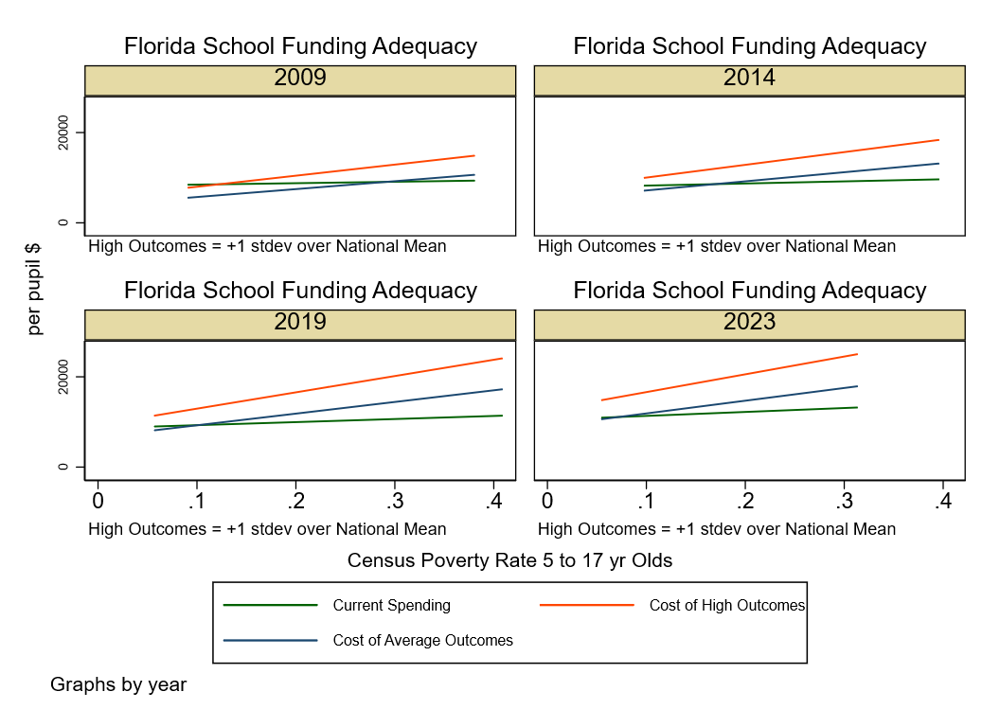 Florida School Funding Adequacy
2009
20000
0
High Outcomes = +1 stdev over National Mean
Florida School Funding Adequacy
2014
High Outcomes = +1 stdev over National Mean
per pupil $
Florida School Funding Adequacy
2019
20000
0
0 .1 .2 .3 .4
High Outcomes = +1 stdev over National Mean
Florida School Funding Adequacy
2023
0 .1 .2 .3 .4
High Outcomes = +1 stdev over National Mean
Census Poverty Rate 5 to 17 yr Olds
Current Spending
Cost of High Outcomes
Cost of Average Outcomes
Graphs by year